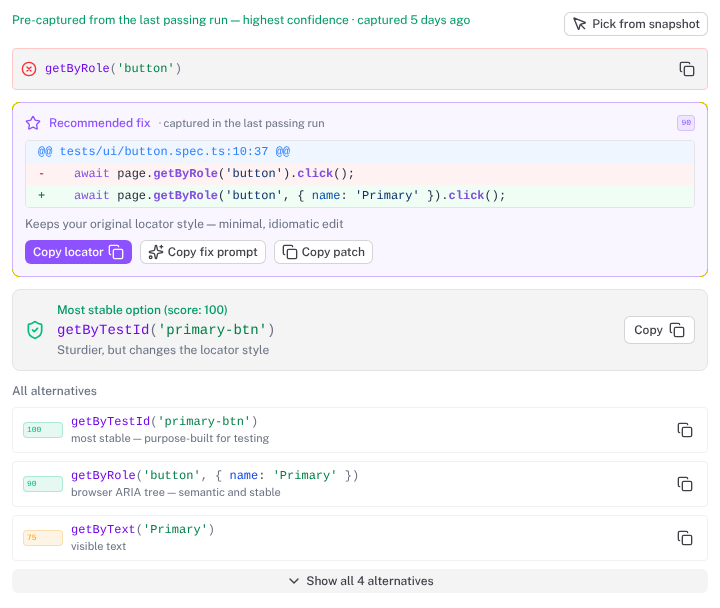 Pre-captured from the last passing run — highest confidence · captured 5 days ago
Pick from snapshot
getByRole('button')
Recommended fix · captured in the last passing run
90
@@ tests/ui/button.spec.ts:10:37 @@
- await page.getByRole('button').click();
+ await page.getByRole('button', { name: 'Primary' }).click();
Keeps your original locator style — minimal, idiomatic edit
Copy locator
Copy fix prompt
Copy patch
Most stable option (score: 100)
getByTestId('primary-btn')
Sturdier, but changes the locator style
Copy
All alternatives
100
getByTestId('primary-btn')
most stable — purpose-built for testing
90
getByRole('button', { name: 'Primary' })
browser ARIA tree — semantic and stable
75
getByText('Primary')
visible text
Show all 4 alternatives